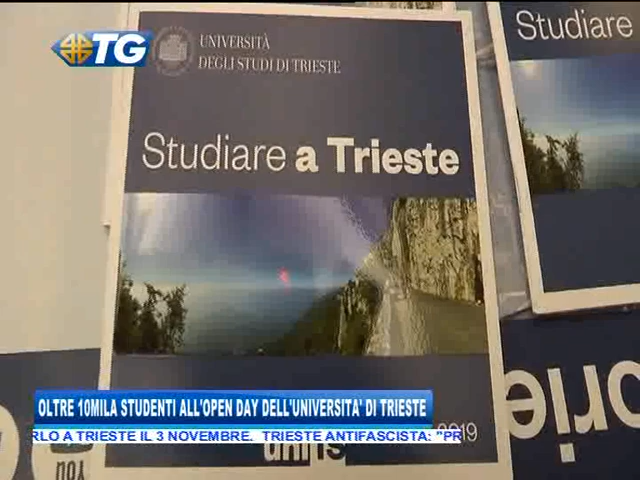 TG
UNIVERSITÀ
DEGLI STUDI DI TRIESTE
Studiare a Trieste
Studiare
OLTRE 10MILA STUDENTI ALL'OPEN DAY DELL'UNIVERSITA' DI TRIESTE
RLO A TRIESTE IL 3 NOVEMBRE. TRIESTE ANTIFASCISTA: "PR
you